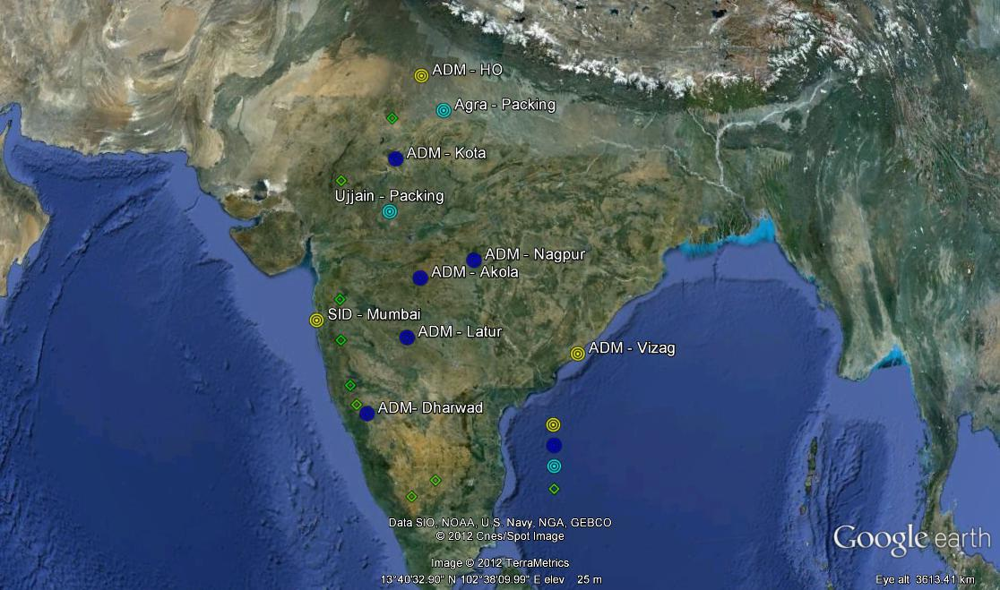 ADM - HO
Agra - Packing
ADM - Kota
Ujjain - Packing
ADM - Nagpur
ADM - Akola
SID - Mumbai
ADM - Latur
ADM - Vizag
ADM- Dharwad
Data SIO, NOAA, U.S. Navy. NGA, GEBCO
© 2012 Cnes/Spot Image
Google earth
Image © 2012 TerraMetrics
13°40'32.90" N 102°38'09.99" E elev 25 m
Eye alt 3613.41 km